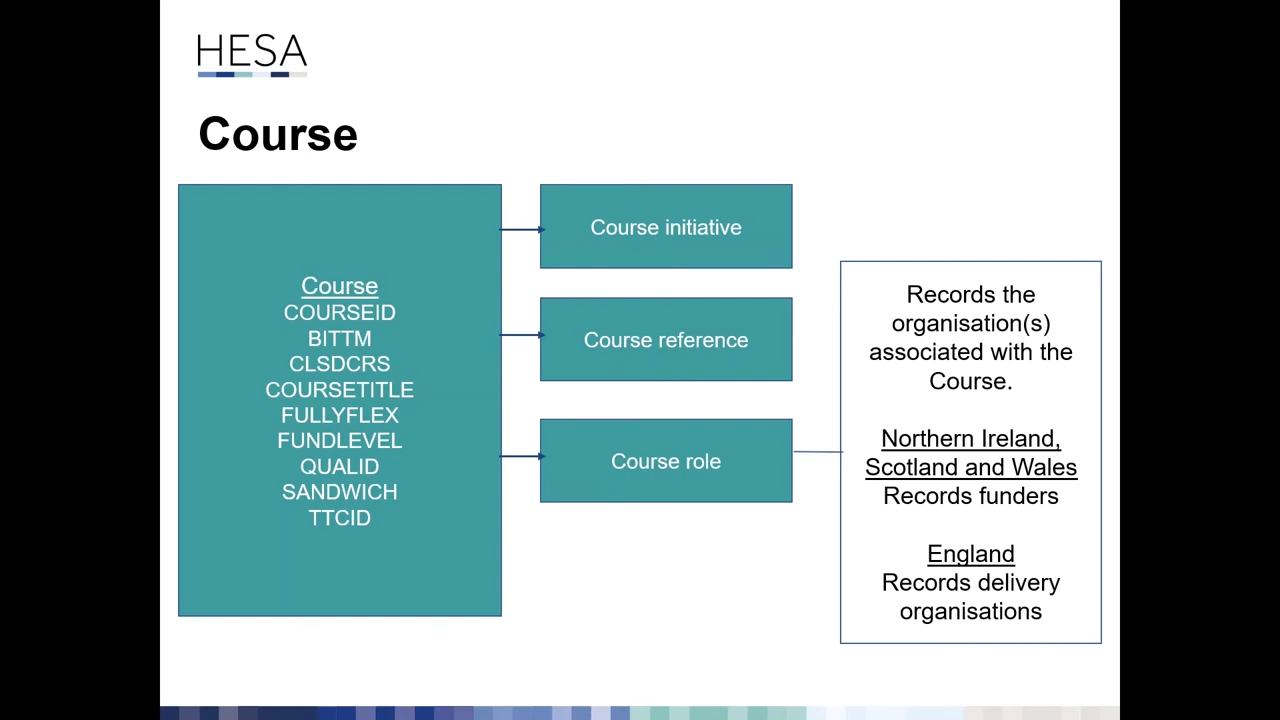 HESA
Course
Course
COURSEID
BITTM
CLSDCRS
COURSETITLE
FULLYFLEX
FUNDLEVEL
QUALID
SANDWICH
TTCID
Course initiative
Course reference
Course role
Records the
organisation(s)
associated with the
Course.
Northern Ireland,
Scotland and Wales
Records funders
England
Records delivery
organisations